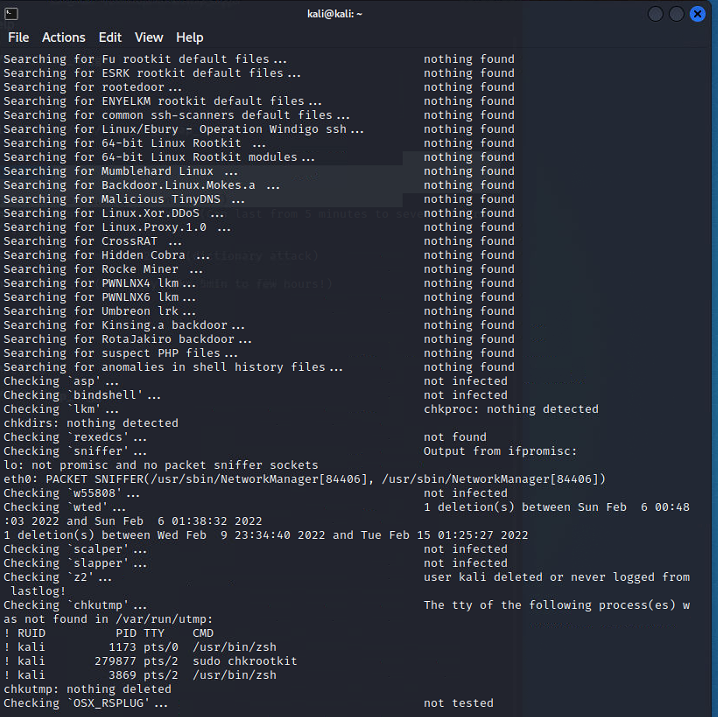 kali@kali: ~
File Actions Edit View Help
Searching for Fu rootkit default files... nothing found
Searching for ESRK rootkit default files... nothing found
Searching for rootedoor... nothing found
Searching for ENYELKM rootkit default files... nothing found
Searching for common ssh-scanners default files... nothing found
Searching for Linux/Ebury - Operation Windigo ssh... nothing found
Searching for 64-bit Linux Rootkit ... nothing found
Searching for 64-bit Linux Rootkit modules... nothing found
Searching for Mumblehard Linux ... nothing found
Searching for Backdoor.Linux.Mokes.a ... nothing found
Searching for Malicious TinyDNS ... nothing found
Searching for Linux.Xor.DDoS ... nothing found
Searching for Linux.Proxy.1.0 ... nothing found
Searching for CrossRAT ... nothing found
Searching for Hidden Cobra ... nothing found
Searching for Rocke Miner ... nothing found
Searching for PWNLNX4 lkm... nothing found
Searching for PWNLNX6 lkm... nothing found
Searching for Umbreon lrk... nothing found
Searching for Kinsing.a backdoor... nothing found
Searching for RotaJakiro backdoor... nothing found
Searching for suspect PHP files... nothing found
Searching for anomalies in shell history files... nothing found
Checking `asp'... not infected
Checking `bindshell'... not infected
Checking `lkm'... chkproc: nothing detected
chkdirs: nothing detected
Checking `rexedcs'... not found
Checking `sniffer'... Output from ifpromisc:
lo: not promisc and no packet sniffer sockets
eth0: PACKET SNIFFER(/usr/sbin/NetworkManager[84406], /usr/sbin/NetworkManager[84406])
Checking `w55808'... not infected
Checking `wted'... 1 deletion(s) between Sun Feb  6 00:48
:03 2022 and Sun Feb  6 01:38:32 2022
1 deletion(s) between Wed Feb  9 23:34:40 2022 and Tue Feb 15 01:25:27 2022
Checking `scalper'... not infected
Checking `slapper'... not infected
Checking `z2'... user kali deleted or never logged from
lastlog!
Checking `chkutmp'... The tty of the following process(es) w
as not found in /var/run/utmp:
! RUID PID TTY CMD
! kali 1173 pts/0 /usr/bin/zsh
! kali 279877 pts/2 sudo chkrootkit
! kali 3869 pts/2 /usr/bin/zsh
chkutmp: nothing deleted
Checking `OSX_RSPLUG'... not tested